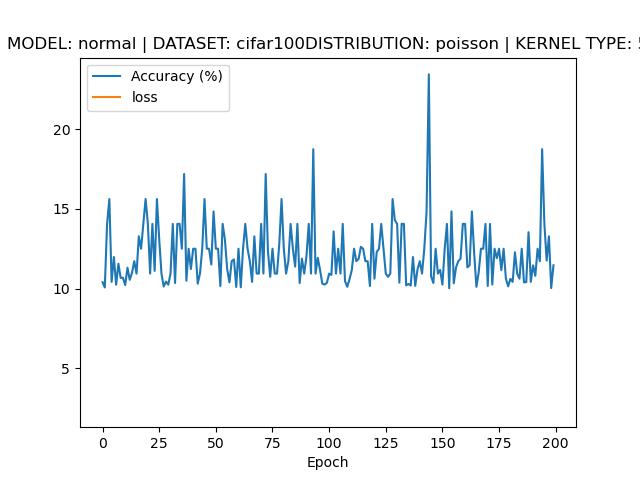 MODEL: normal | DATASET: cifar100DISTRIBUTION: poisson | KERNEL TYPE:
Accuracy (%)
loss
20
15
10
5
0 25 50 75 100 125 150 175 200
Epoch